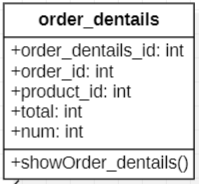 order_dentails
+order_dentails_id: int
+order_id: int
+product_id: int
+total: int
+num: int
+showOrder_dentails()